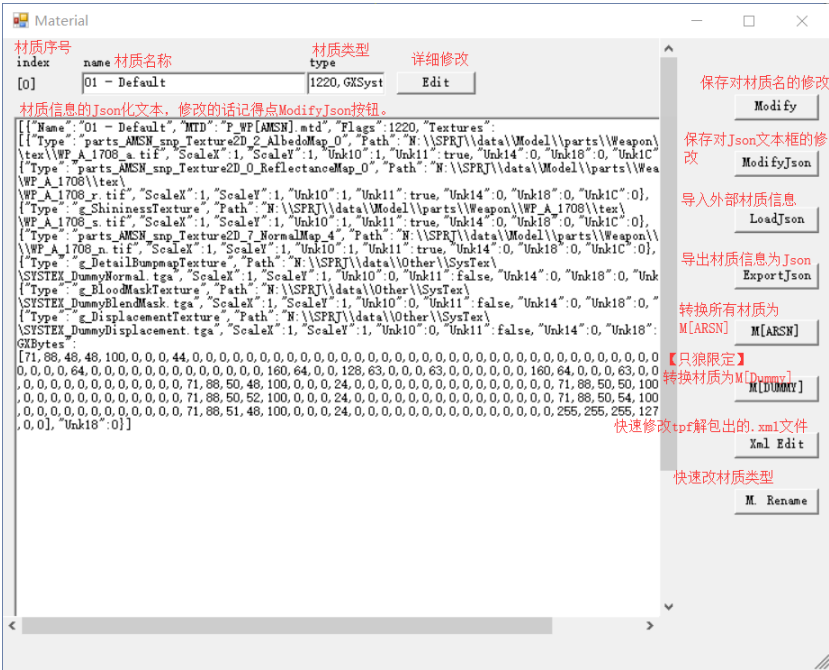 Material
材质序号
材质名称
材质类型
详细修改
index
name
type
[0]
01 - Default
1220,GXSyst
Edit
保存对材质名的修改
Modify
材质信息的Json化文本，修改的话记得点ModifyJson按钮。
[{"Name":"01 - Default","MTD":"P_WP[AMSN].mtd","Flags":1220,"Textures":
[{"Type":"parts_AMSN_snp_Texture2D_2_AlbedoMap_0","Path":"N:\\SPRJ\\data\\Model\\parts\\Weapon\
\tex\\WP_A_1708_a.tif","ScaleX":1,"ScaleY":1,"Unk10":1,"Unk11":true,"Unk14":0,"Unk18":0,"Unk1C"
{"Type":"parts_AMSN_snp_Texture2D_0_ReflectanceMap_0","Path":"N:\\SPRJ\\data\\Model\\parts\\Wea
\WP_A_1708\\tex\
\WP_A_1708_r.tif","ScaleX":1,"ScaleY":1,"Unk10":1,"Unk11":true,"Unk14":0,"Unk18":0,"Unk1C":0},
{"Type":"g_ShininessTexture","Path":"N:\\SPRJ\\data\\Model\\parts\\Weapon\\WP_A_1708\\tex\
\WP_A_1708_s.tif","ScaleX":1,"ScaleY":1,"Unk10":1,"Unk11":true,"Unk14":0,"Unk18":0,"Unk1C":0},
{"Type":"parts_AMSN_snp_Texture2D_7_NormalMap_4","Path":"N:\\SPRJ\\data\\Model\\parts\\Weapon\\
\\WP_A_1708_n.tif","ScaleX":1,"ScaleY":1,"Unk10":1,"Unk11":true,"Unk14":0,"Unk18":0,"Unk1C":0},
{"Type":"g_DetailBumpmapTexture","Path":"N:\\SPRJ\\data\\Other\\SysTex\
\SYSTEX_DummyNormal.tga","ScaleX":1,"ScaleY":1,"Unk10":0,"Unk11":false,"Unk14":0,"Unk18":0,"Unk
{"Type":"g_BloodMaskTexture","Path":"N:\\SPRJ\\data\\Other\\SysTex\
\SYSTEX_DummyBlendMask.tga","ScaleX":1,"ScaleY":1,"Unk10":0,"Unk11":false,"Unk14":0,"Unk18":0,"
{"Type":"g_DisplacementTexture","Path":"N:\\SPRJ\\data\\Other\\SysTex\
\SYSTEX_DummyDisplacement.tga","ScaleX":1,"ScaleY":1,"Unk10":0,"Unk11":false,"Unk14":0,"Unk18":
GXBytes":
[71,88,48,48,100,0,0,0,44,0,0,0,0,0,0,0,0,0,0,0,0,0,0,0,0,0,0,0,0,0,0,0,0,0,0,0,0,0,0,0,0,0
0,0,0,0,64,0,0,0,0,0,0,0,0,0,0,0,0,0,0,0,160,64,0,0,128,63,0,0,0,63,0,0,0,0,0,0,160,64,0,0,0,63,0,0
,0,0,0,0,0,0,0,0,0,0,0,71,88,50,48,100,0,0,0,24,0,0,0,0,0,0,0,0,0,0,0,0,0,0,0,0,0,71,88,50,50,100
,0,0,0,0,0,0,0,0,0,0,0,71,88,50,52,100,0,0,0,24,0,0,0,0,0,0,0,0,0,0,0,0,0,0,0,0,0,71,88,50,54,100
,0,0,0,0,0,0,0,0,0,0,0,71,88,51,48,100,0,0,0,24,0,0,0,0,0,0,0,0,0,0,0,0,0,0,0,0,0,255,255,255,127
,0,0],"Unk18":0}]
保存对Json文本框的修
改
ModifyJson
导入外部材质信息
LoadJson
导出材质信息为Json
ExportJson
转换所有材质为
M[ARSN]
M[ARSN]
【只狼限定】
转换材质为M[Dummy]
M[DUMMY]
快速修改tpf解包出的.xml文件
Xml Edit
快速改材质类型
M. Rename